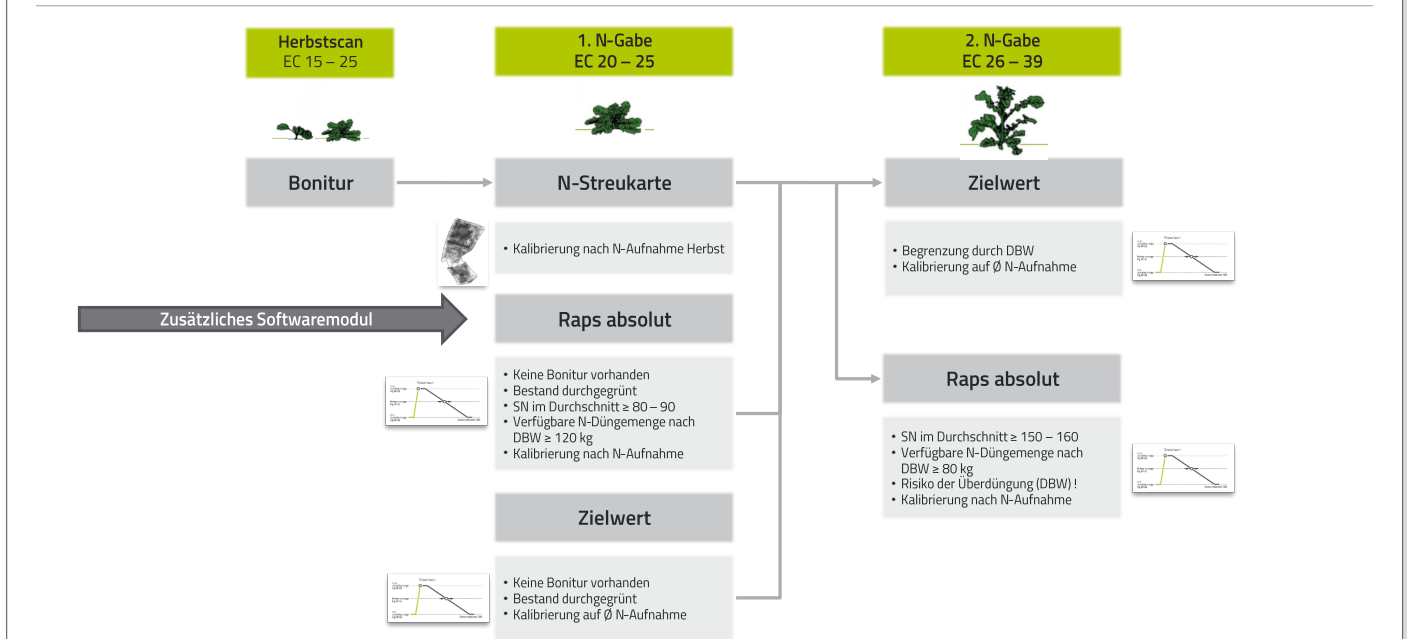 Herbstscan
EC 15 – 25
1. N-Gabe
EC 20 – 25
2. N-Gabe
EC 26 – 39
Bonitur
N-Streukarte
Zielwert
• Kalibrierung nach N-Aufnahme Herbst
• Begrenzung durch DBW
• Kalibrierung auf Ø N-Aufnahme
Zusätzliches Softwaremodul
Raps absolut
• Keine Bonitur vorhanden
• Bestand durchgegrünt
• SN im Durchschnitt ≥ 80 – 90
• Verfügbare N-Düngemenge nach
DBW ≥ 120 kg
• Kalibrierung nach N-Aufnahme
Raps absolut
• SN im Durchschnitt ≥ 150 – 160
• Verfügbare N-Düngemenge nach
DBW ≥ 80 kg
• Risiko der Überdüngung (DBW) !
• Kalibrierung nach N-Aufnahme
Zielwert
• Keine Bonitur vorhanden
• Bestand durchgegrünt
• Kalibrierung auf Ø N-Aufnahme